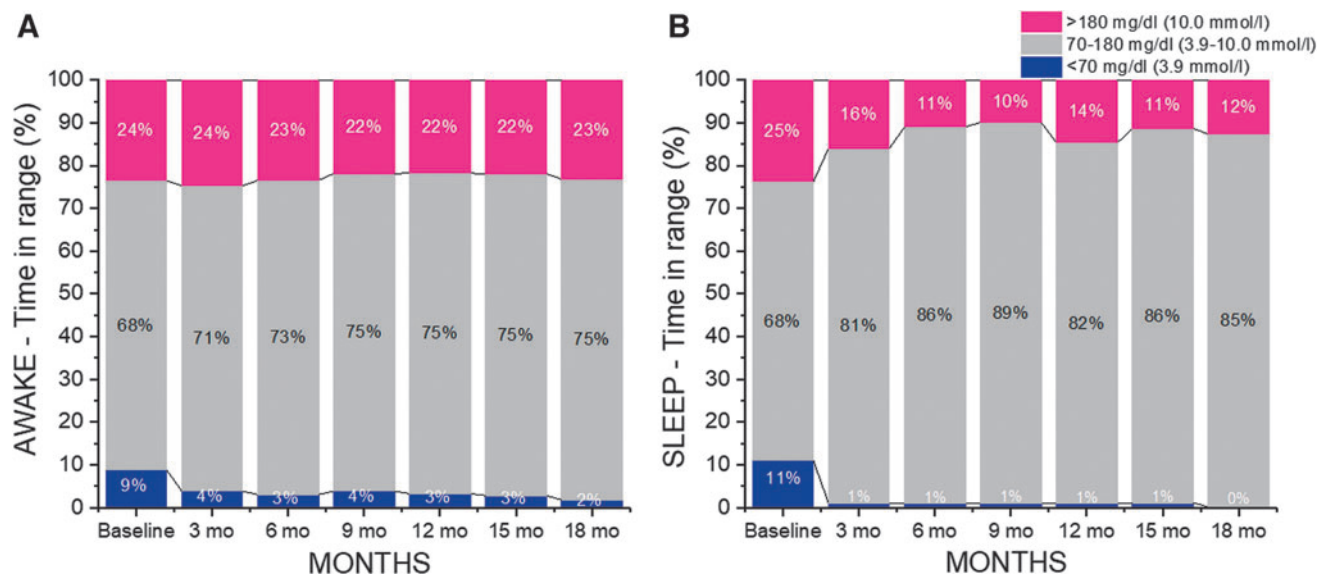 A
AWAKE - Time in range (%)
100
90
80
70
60
50
40
30
20
10
0
24% 24% 23% 22% 22% 22% 23%
68% 71% 73% 75% 75% 75% 75%
9% 4% 3% 4% 3% 3% 2%
Baseline 3 mo 6 mo 9 mo 12 mo 15 mo 18 mo
MONTHS
B
>180 mg/dl (10.0 mmol/l)
70-180 mg/dl (3.9-10.0 mmol/l)
<70 mg/dl (3.9 mmol/l)
SLEEP - Time in range (%)
100
90
80
70
60
50
40
30
20
10
0
25% 16% 11% 10% 14% 11% 12%
68% 81% 86% 89% 82% 86% 85%
11% 1% 1% 1% 1% 1% 0%
Baseline 3 mo 6 mo 9 mo 12 mo 15 mo 18 mo
MONTHS